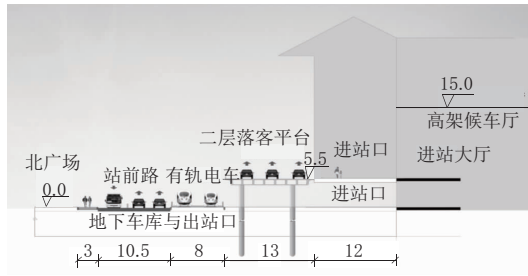 15.0
高架候车厅
二层落客平台
5.5
进站口
进站大厅
北广场
站前路
有轨电车
0.0
进站口
地下车库与出站口
3
10.5
8
13
12